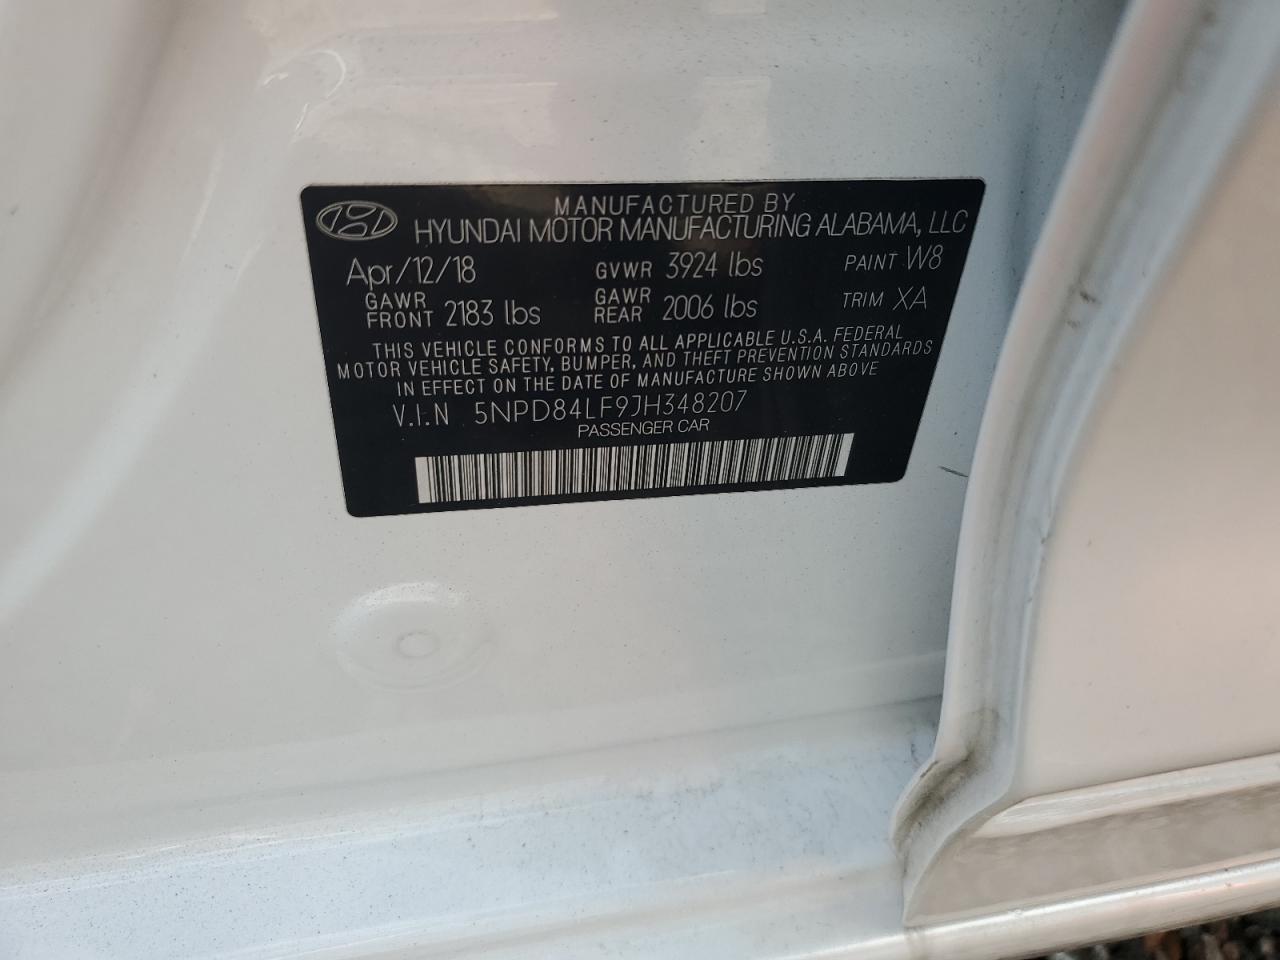 MANUFACTURED BY
HYUNDAI MOTOR MANUFACTURING ALABAMA, LLC
Apr/12/18 GVWR 3924 lbs PAINT W8
GAWR FRONT 2183 lbs GAWR REAR 2006 lbs TRIM XA
THIS VEHICLE CONFORMS TO ALL APPLICABLE U.S.A. FEDERAL
MOTOR VEHICLE SAFETY, BUMPER, AND THEFT PREVENTION STANDARDS
IN EFFECT ON THE DATE OF MANUFACTURE SHOWN ABOVE
V.I.N 5NPD84LF9JH348207
PASSENGER CAR